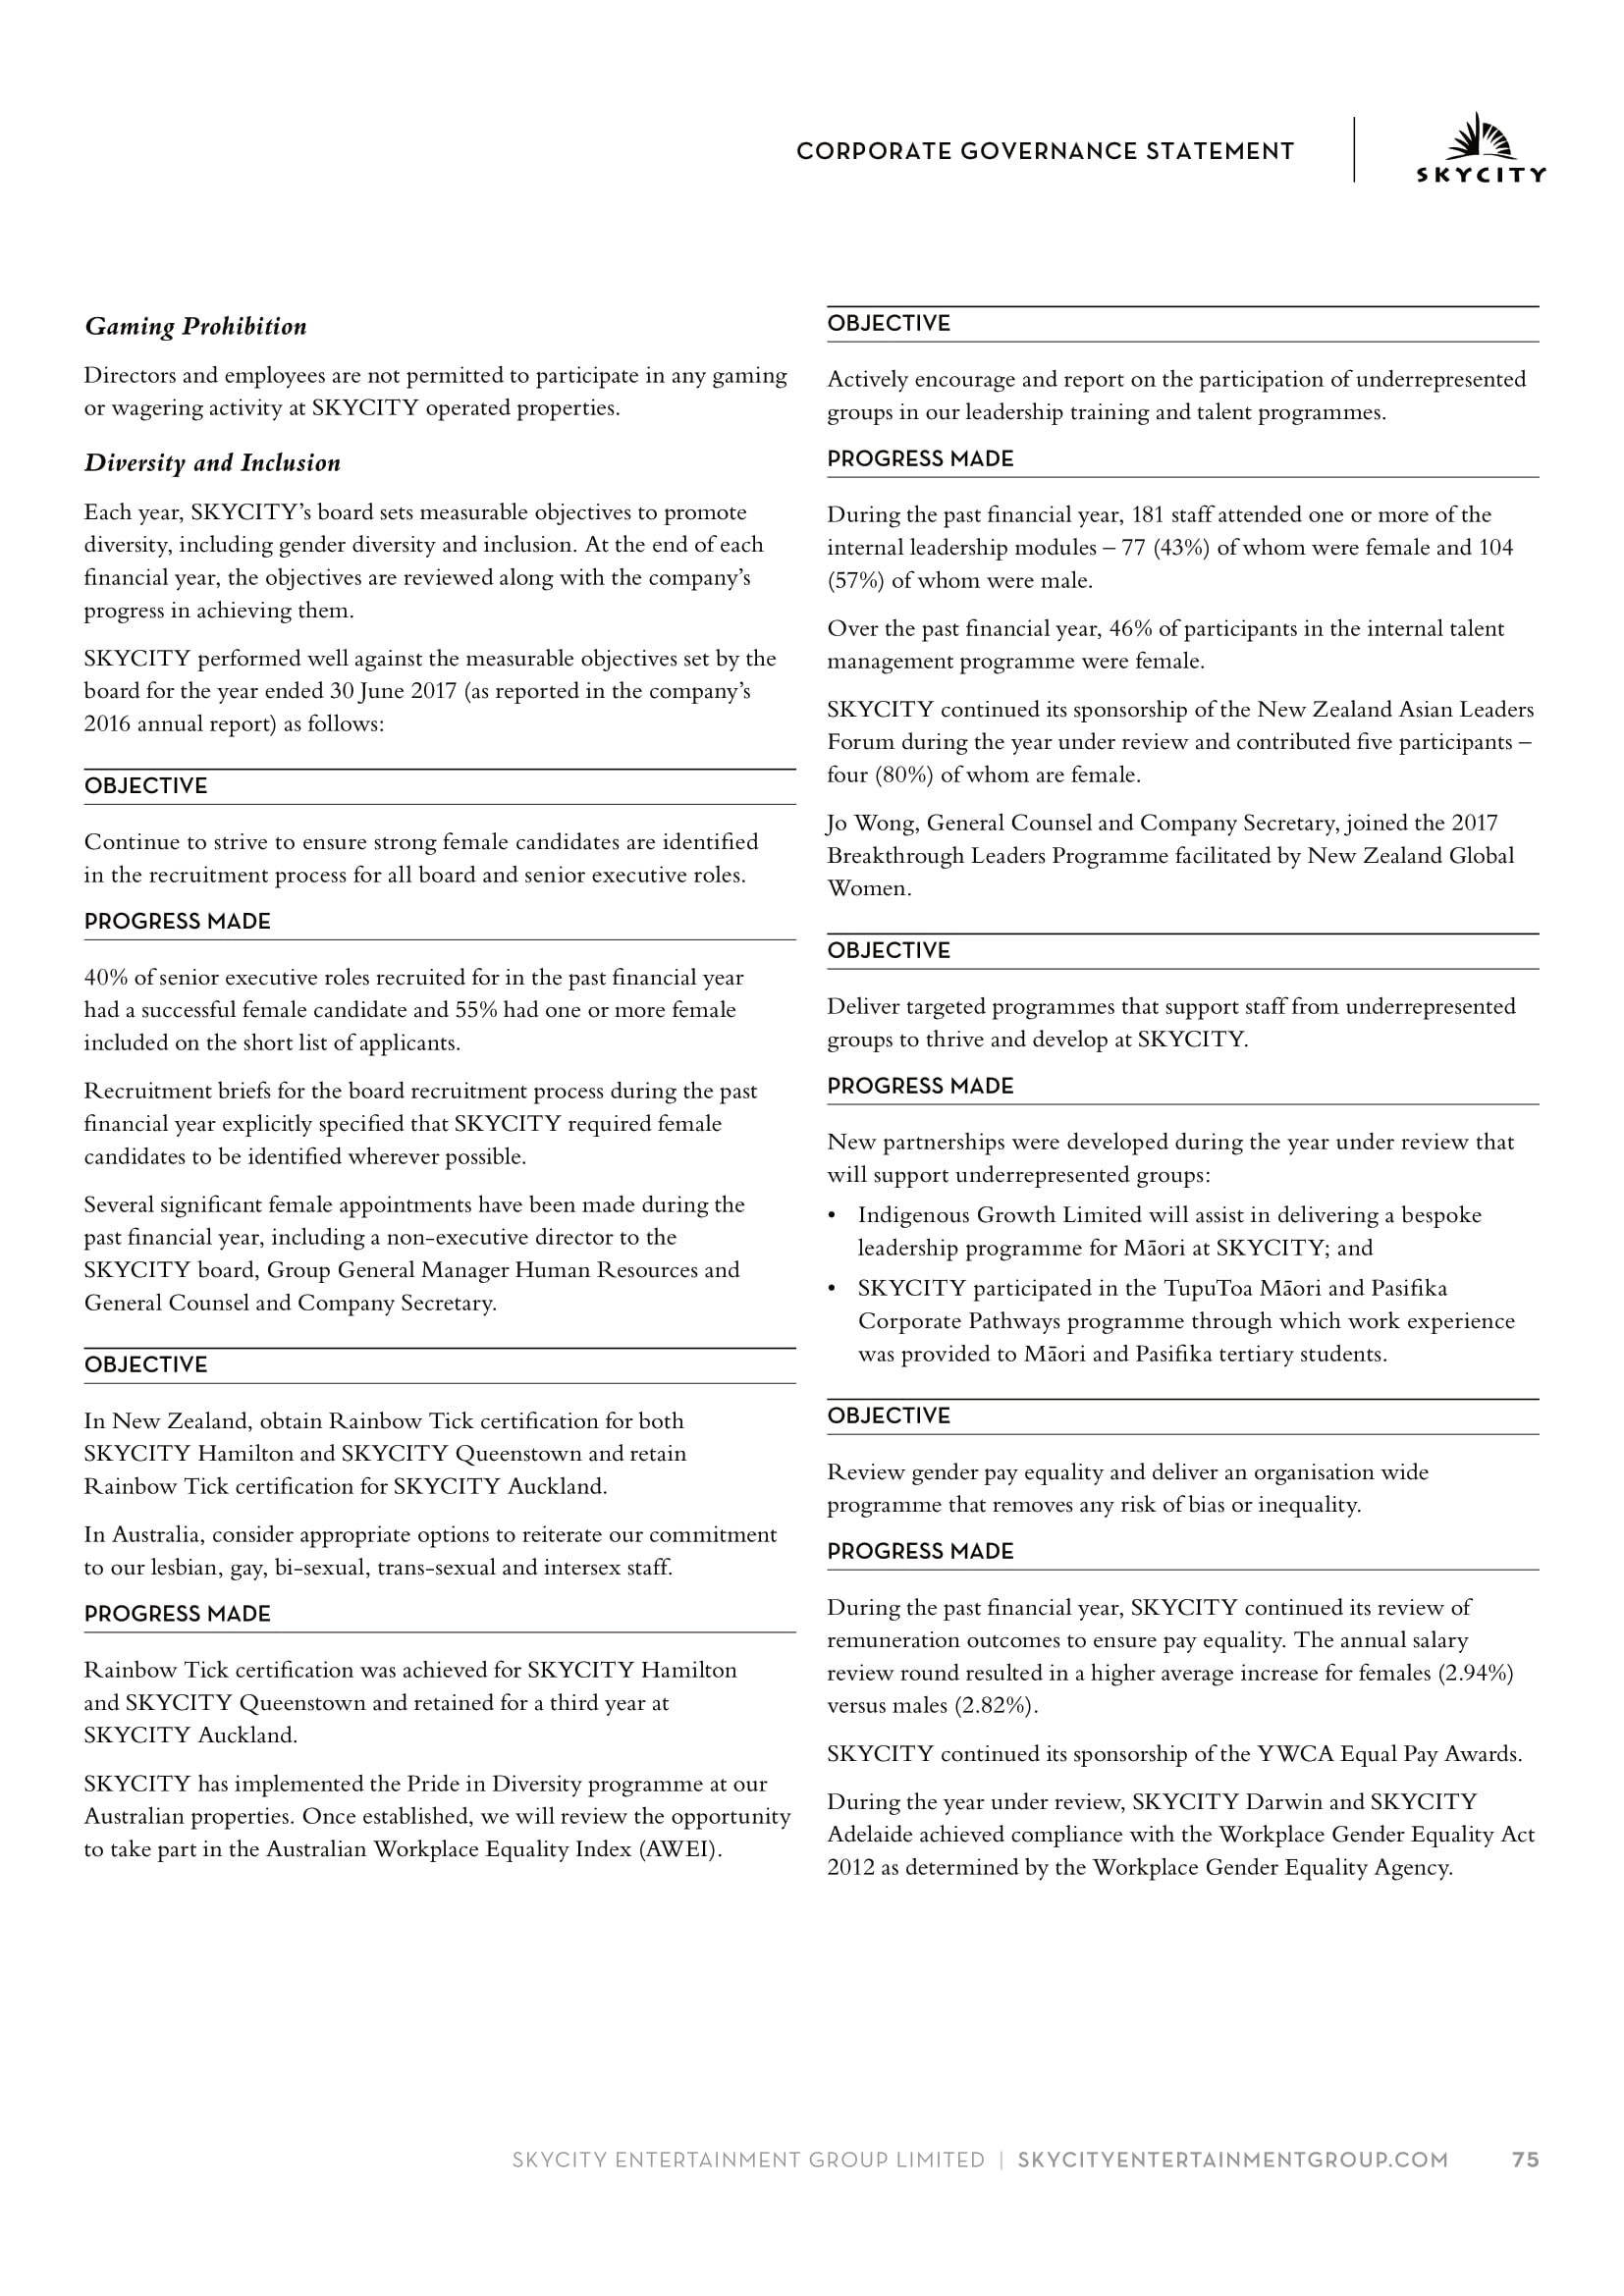 CORPORATE GOVERNANCE STATEMENT
SKYCITY
Gaming Prohibition
Directors and employees are not permitted to participate in any gaming
or wagering activity at SKYCITY operated properties.
Diversity and Inclusion
Each year, SKYCITY’s board sets measurable objectives to promote
diversity, including gender diversity and inclusion. At the end of each
financial year, the objectives are reviewed along with the company’s
progress in achieving them.
SKYCITY performed well against the measurable objectives set by the
board for the year ended 30 June 2017 (as reported in the company’s
2016 annual report) as follows:
OBJECTIVE
Continue to strive to ensure strong female candidates are identified
in the recruitment process for all board and senior executive roles.
PROGRESS MADE
40% of senior executive roles recruited for in the past financial year
had a successful female candidate and 55% had one or more female
included on the short list of applicants.
Recruitment briefs for the board recruitment process during the past
financial year explicitly specified that SKYCITY required female
candidates to be identified wherever possible.
Several significant female appointments have been made during the
past financial year, including a non-executive director to the
SKYCITY board, Group General Manager Human Resources and
General Counsel and Company Secretary.
OBJECTIVE
In New Zealand, obtain Rainbow Tick certification for both
SKYCITY Hamilton and SKYCITY Queenstown and retain
Rainbow Tick certification for SKYCITY Auckland.
In Australia, consider appropriate options to reiterate our commitment
to our lesbian, gay, bi-sexual, trans-sexual and intersex staff.
PROGRESS MADE
Rainbow Tick certification was achieved for SKYCITY Hamilton
and SKYCITY Queenstown and retained for a third year at
SKYCITY Auckland.
SKYCITY has implemented the Pride in Diversity programme at our
Australian properties. Once established, we will review the opportunity
to take part in the Australian Workplace Equality Index (AWEI).
OBJECTIVE
Actively encourage and report on the participation of underrepresented
groups in our leadership training and talent programmes.
PROGRESS MADE
During the past financial year, 181 staff attended one or more of the
internal leadership modules – 77 (43%) of whom were female and 104
(57%) of whom were male.
Over the past financial year, 46% of participants in the internal talent
management programme were female.
SKYCITY continued its sponsorship of the New Zealand Asian Leaders
Forum during the year under review and contributed five participants –
four (80%) of whom are female.
Jo Wong, General Counsel and Company Secretary, joined the 2017
Breakthrough Leaders Programme facilitated by New Zealand Global
Women.
OBJECTIVE
Deliver targeted programmes that support staff from underrepresented
groups to thrive and develop at SKYCITY.
PROGRESS MADE
New partnerships were developed during the year under review that
will support underrepresented groups:
• Indigenous Growth Limited will assist in delivering a bespoke
leadership programme for Māori at SKYCITY; and
• SKYCITY participated in the TupuToa Māori and Pasifika
Corporate Pathways programme through which work experience
was provided to Māori and Pasifika tertiary students.
OBJECTIVE
Review gender pay equality and deliver an organisation wide
programme that removes any risk of bias or inequality.
PROGRESS MADE
During the past financial year, SKYCITY continued its review of
remuneration outcomes to ensure pay equality. The annual salary
review round resulted in a higher average increase for females (2.94%)
versus males (2.82%).
SKYCITY continued its sponsorship of the YWCA Equal Pay Awards.
During the year under review, SKYCITY Darwin and SKYCITY
Adelaide achieved compliance with the Workplace Gender Equality Act
2012 as determined by the Workplace Gender Equality Agency.
SKYCITY ENTERTAINMENT GROUP LIMITED | SKYCITYENTERTAINMENTGROUP.COM 75